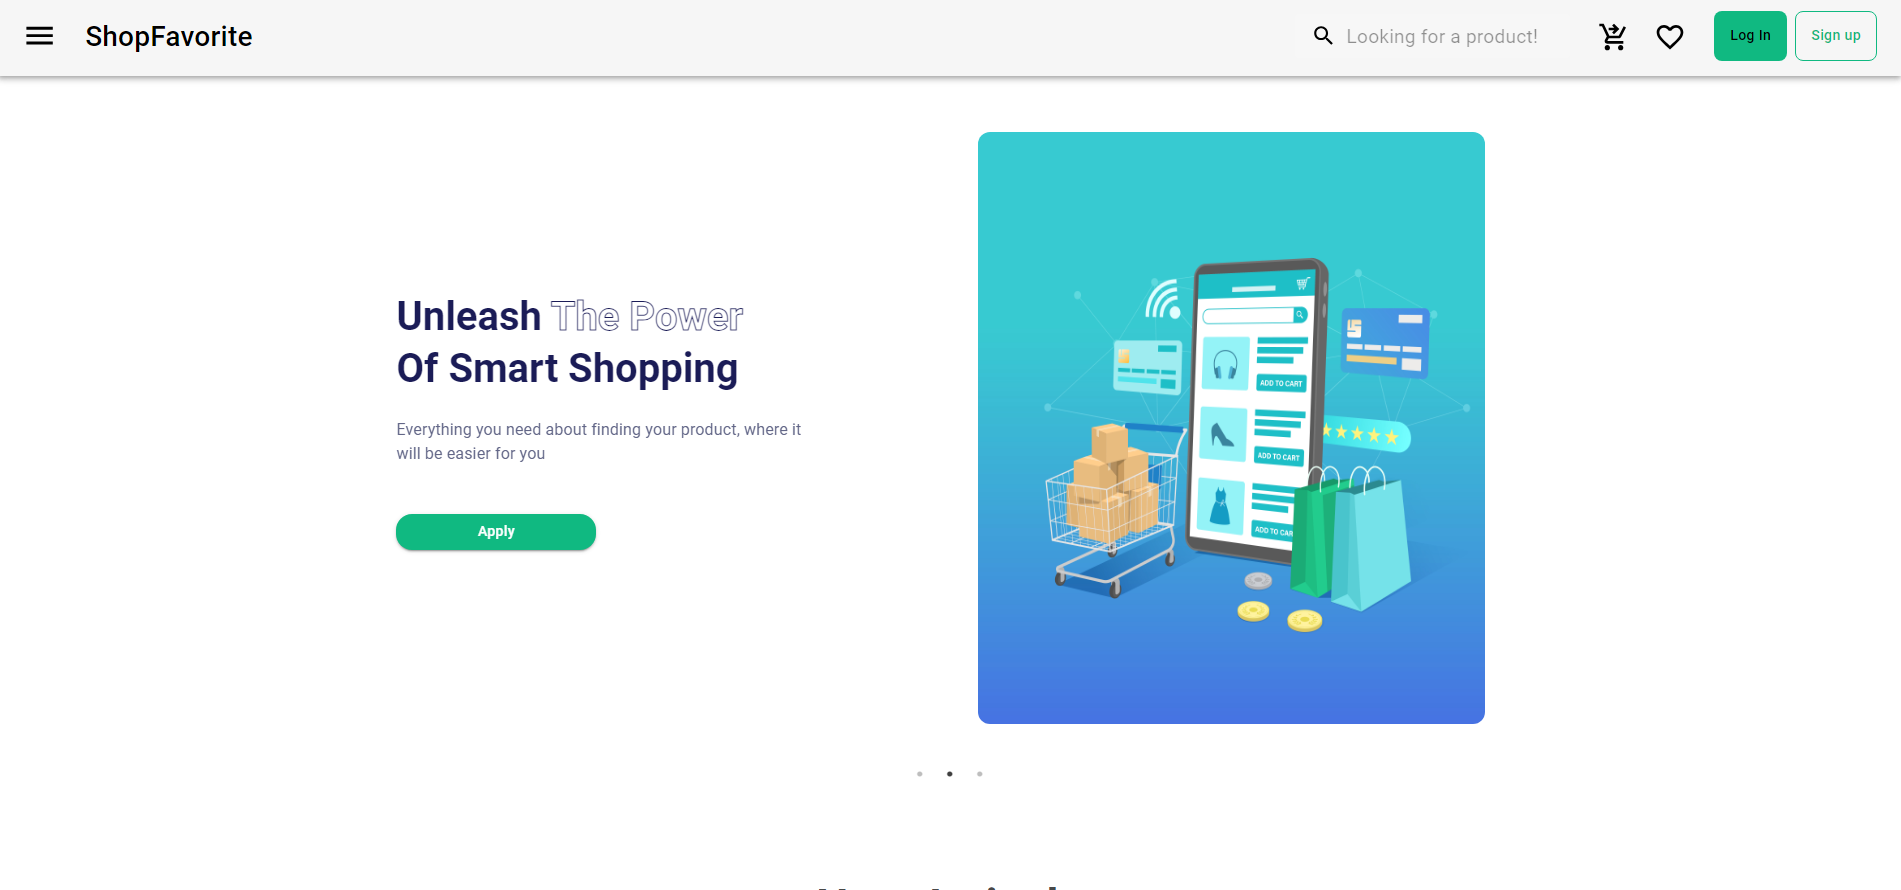 ShopFavorite
Looking for a product!
Log In
Sign up
Unleash The Power
Of Smart Shopping
Everything you need about finding your product, where it
will be easier for you
Apply
ADD TO CART
ADD TO CART
ADD TO CAR